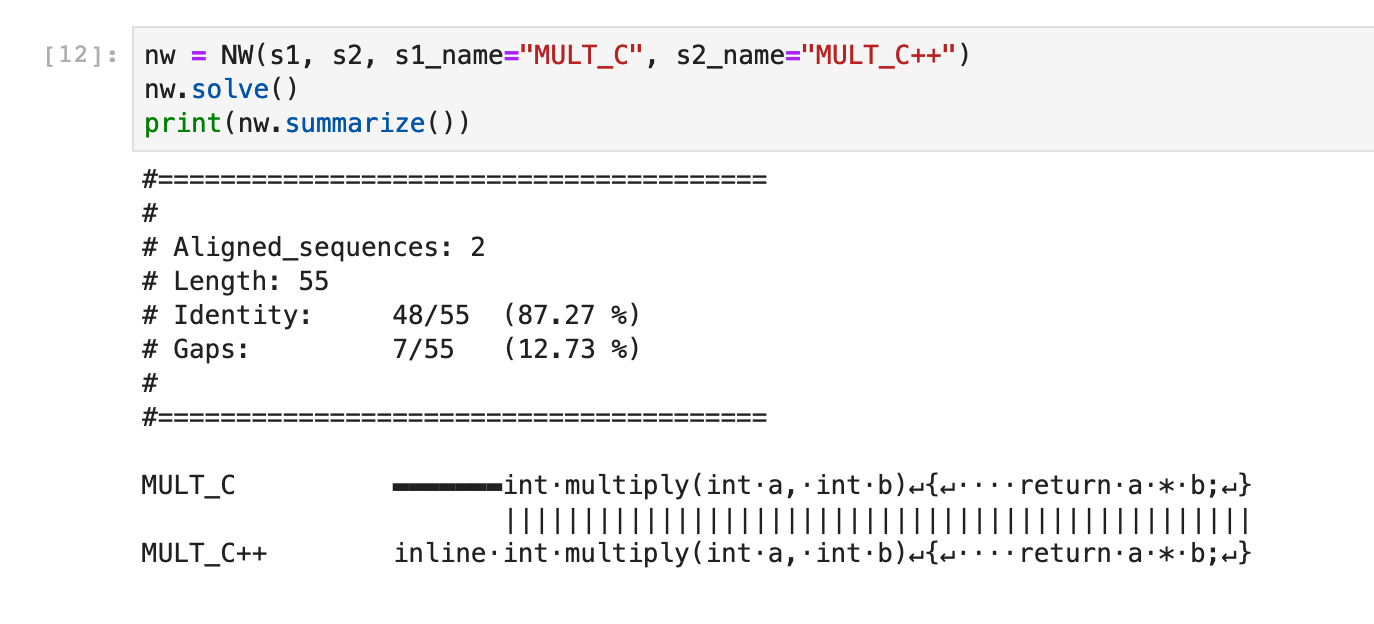 [12]: nw = NW(s1, s2, s1_name="MULT_C", s2_name="MULT_C++")
nw.solve()
print(nw.summarize())
#=======================================
#
# Aligned_sequences: 2
# Length: 55
# Identity:     48/55  (87.27 %)
# Gaps:         7/55   (12.73 %)
#
#=======================================
MULT_C          ▬▬▬▬▬▬▬int·multiply(int·a,·int·b)↵{↵····return·a·*·b;↵}
                       ||||||||||||||||||||||||||||||||||||||||||||||||
MULT_C++        inline·int·multiply(int·a,·int·b)↵{↵····return·a·*·b;↵}